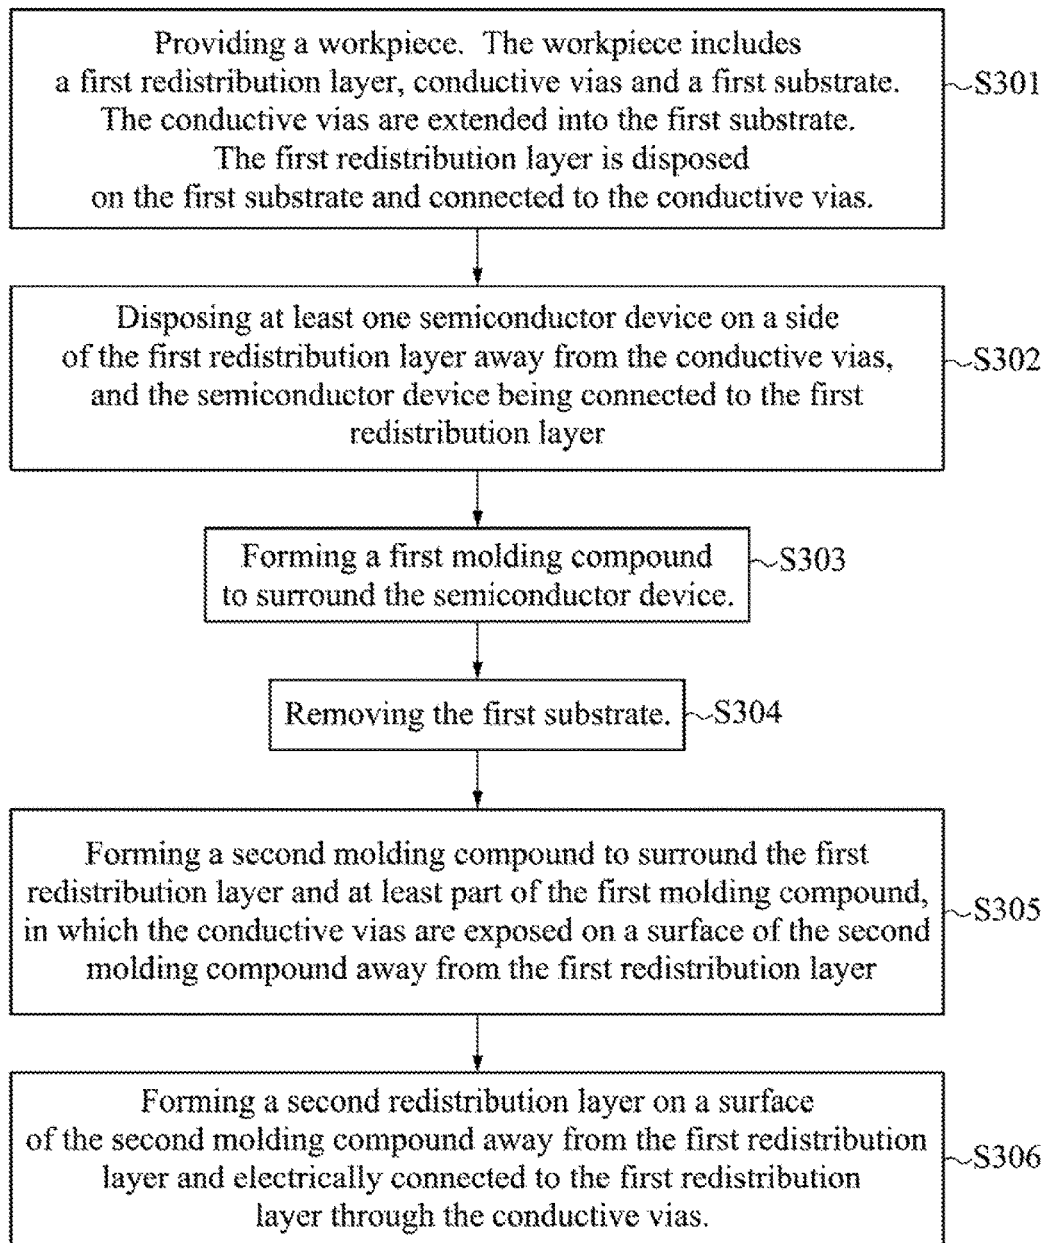 Providing a workpiece. The workpiece includes
a first redistribution layer, conductive vias and a first substrate.
The conductive vias are extended into the first substrate.
The first redistribution layer is disposed
on the first substrate and connected to the conductive vias.
S301
Disposing at least one semiconductor device on a side
of the first redistribution layer away from the conductive vias,
and the semiconductor device being connected to the first
redistribution layer
S302
Forming a first molding compound
to surround the semiconductor device.
S303
Removing the first substrate.
S304
Forming a second molding compound to surround the first
redistribution layer and at least part of the first molding compound,
in which the conductive vias are exposed on a surface of the second
molding compound away from the first redistribution layer
S305
Forming a second redistribution layer on a surface
of the second molding compound away from the first redistribution
layer and electrically connected to the first redistribution
layer through the conductive vias.
S306